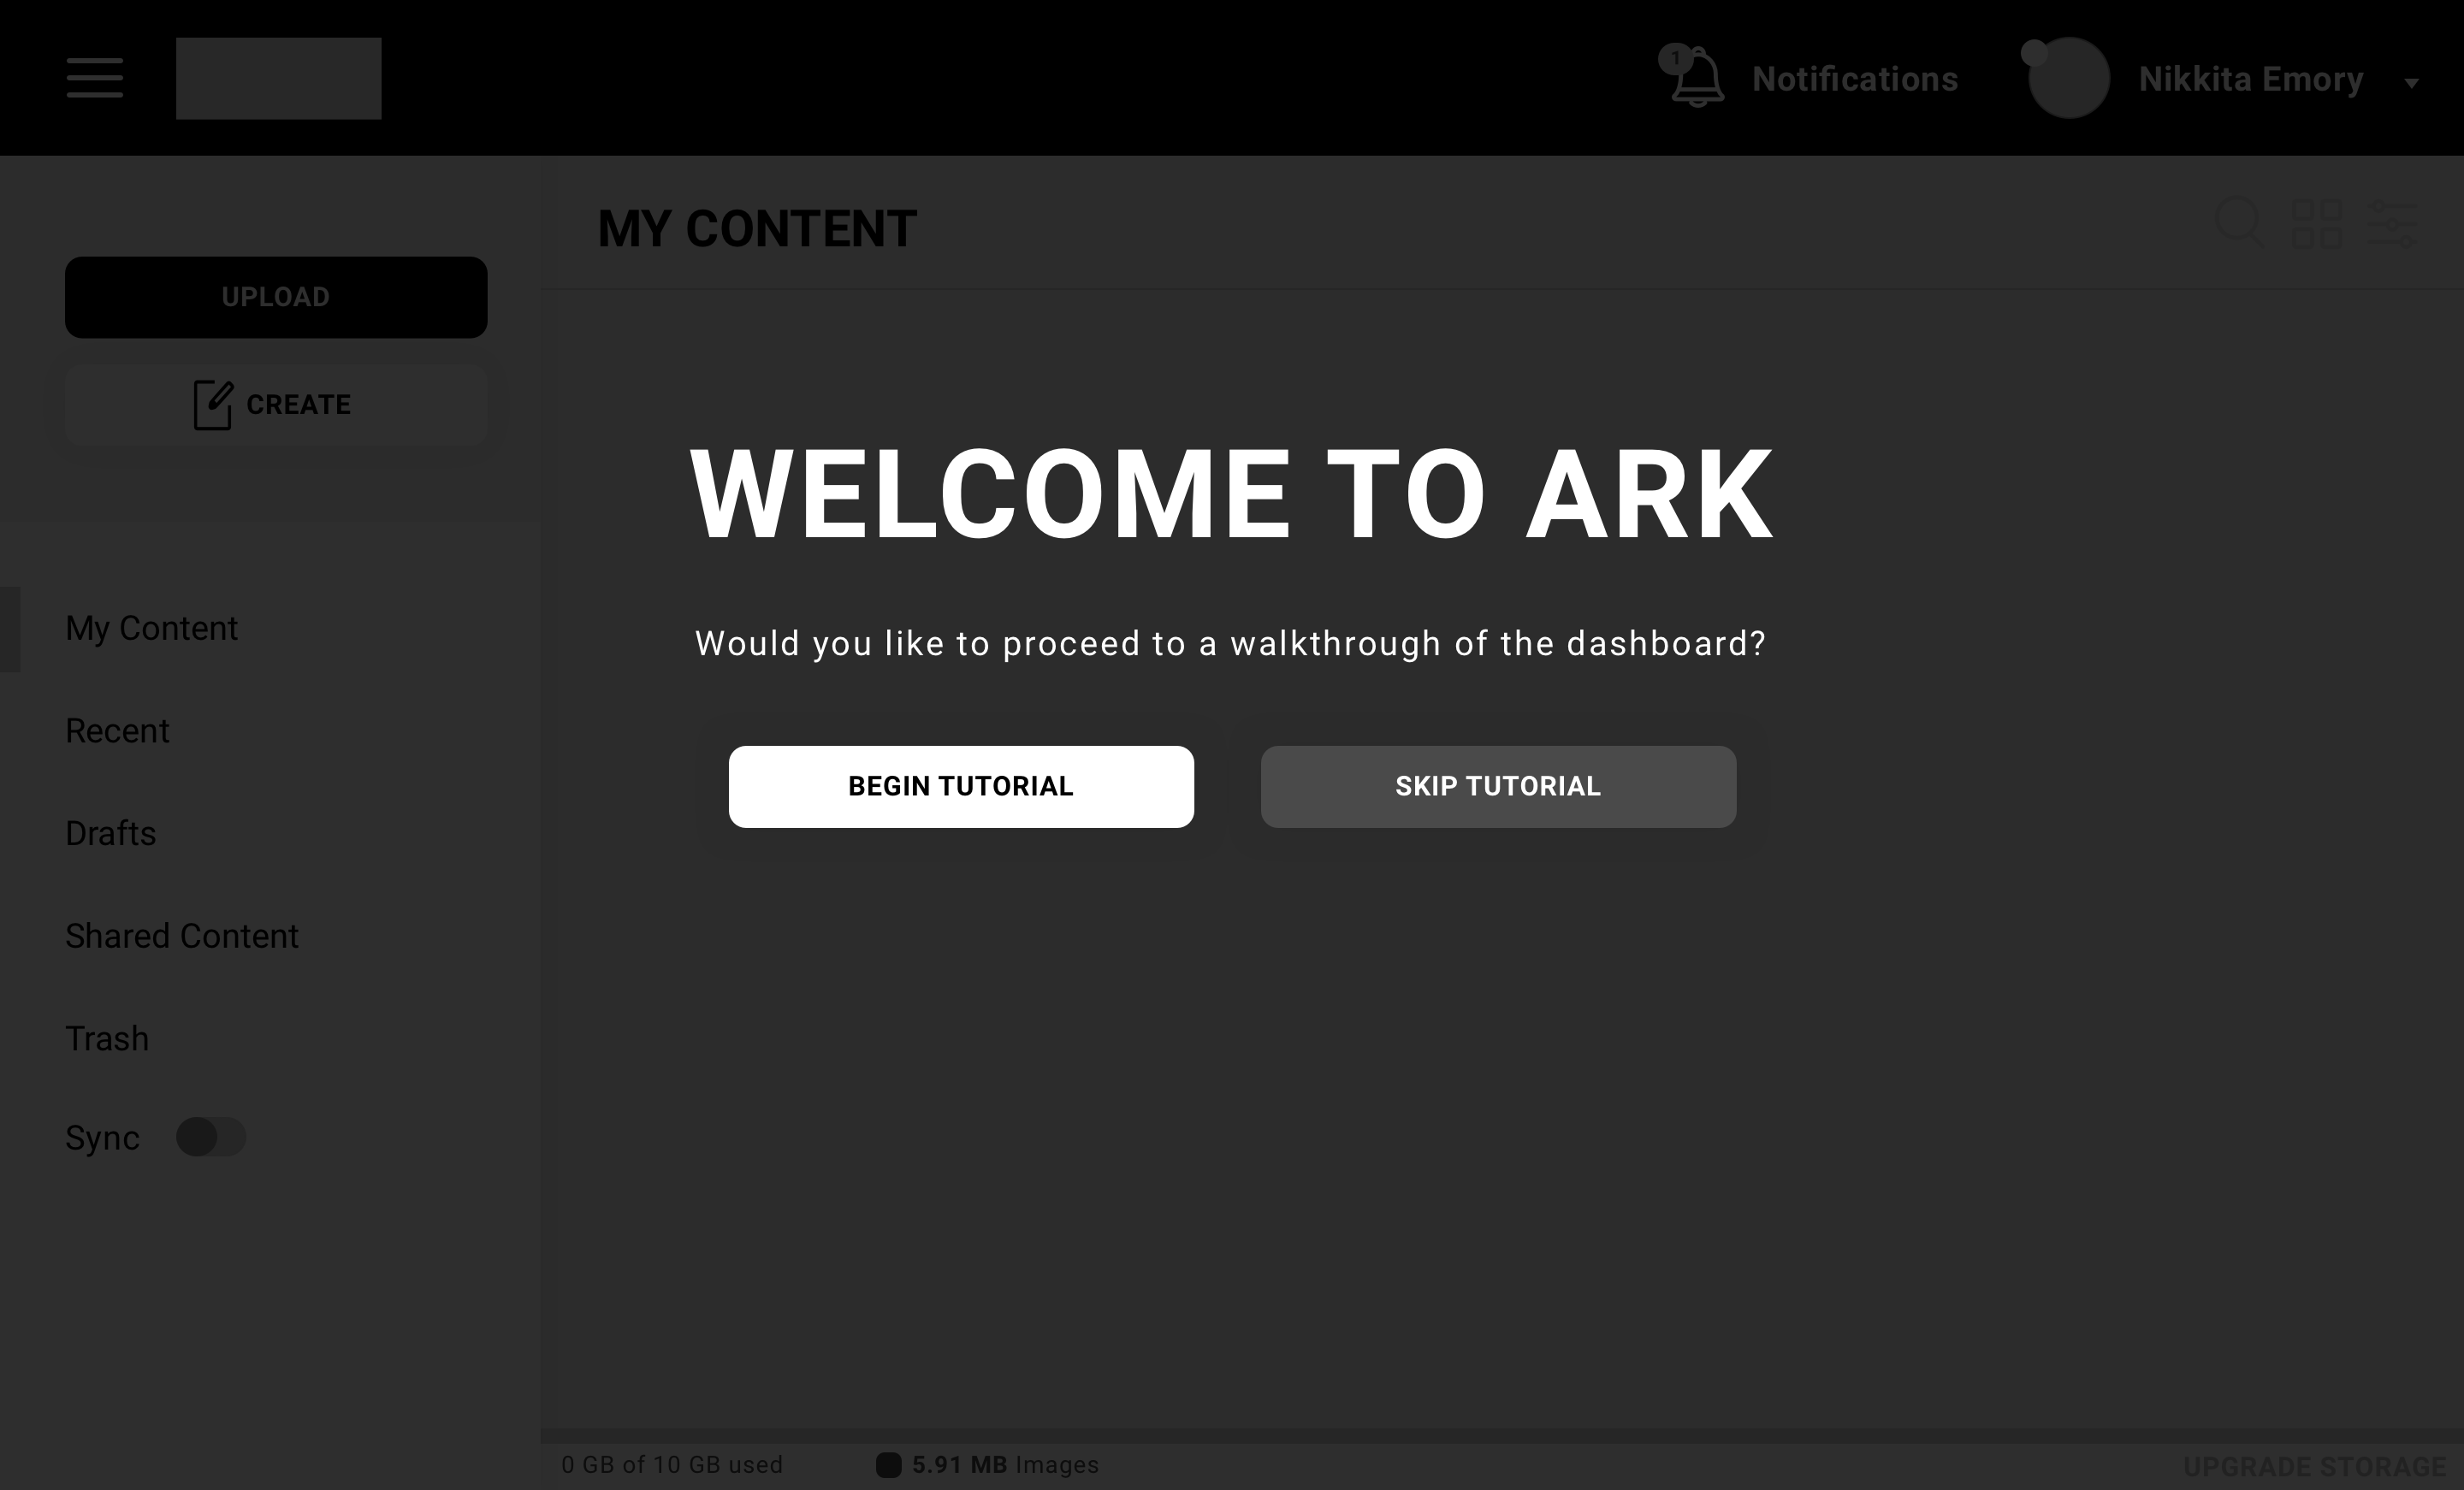 1
Notifications
Nikkita Emory
MY CONTENT
UPLOAD
CREATE
WELCOME TO ARK
My Content
Would you like to proceed to a walkthrough of the dashboard?
Recent
BEGIN TUTORIAL
SKIP TUTORIAL
Drafts
Shared Content
Trash
Sync
0 GB of 10 GB used
5.91 MB Images
UPGRADE STORAGE